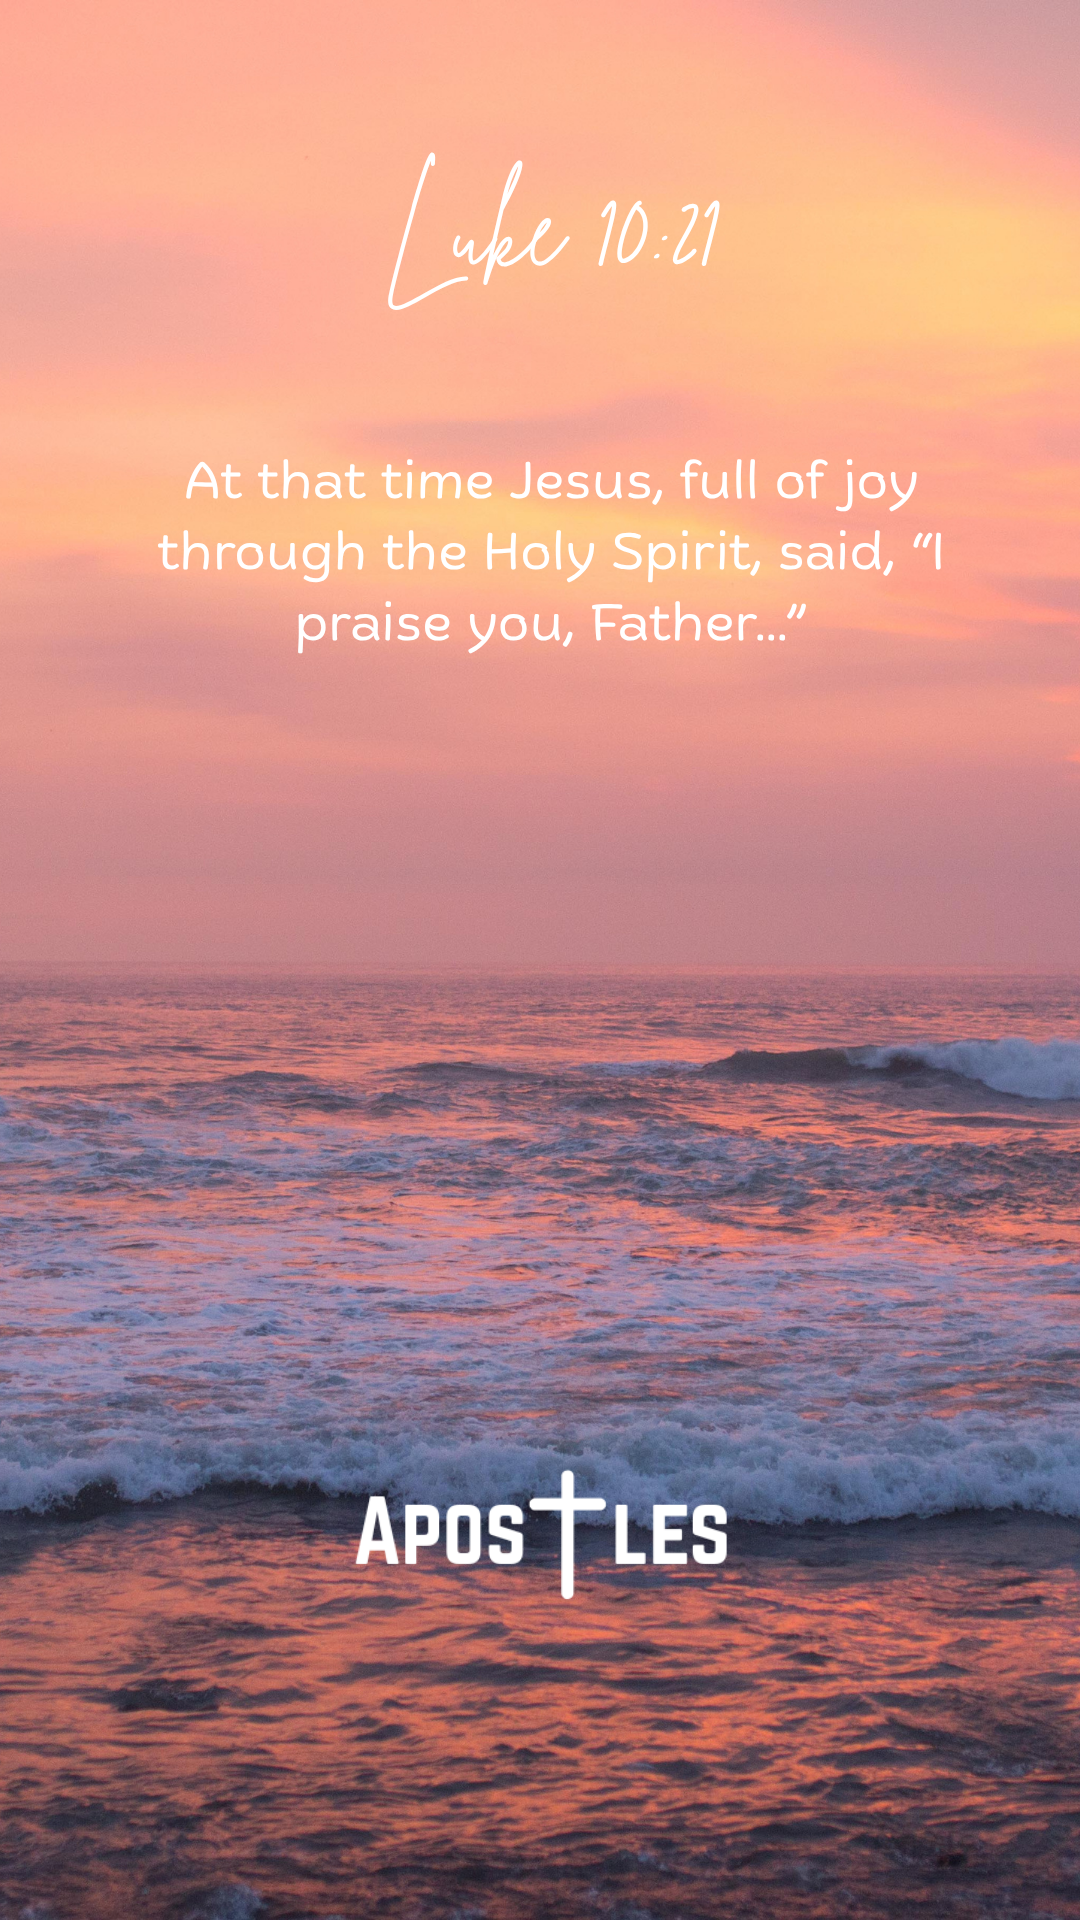 Luke 10:21
At that time Jesus, full of joy
through the Holy Spirit, said, “I
praise you, Father...”
APOSTLES